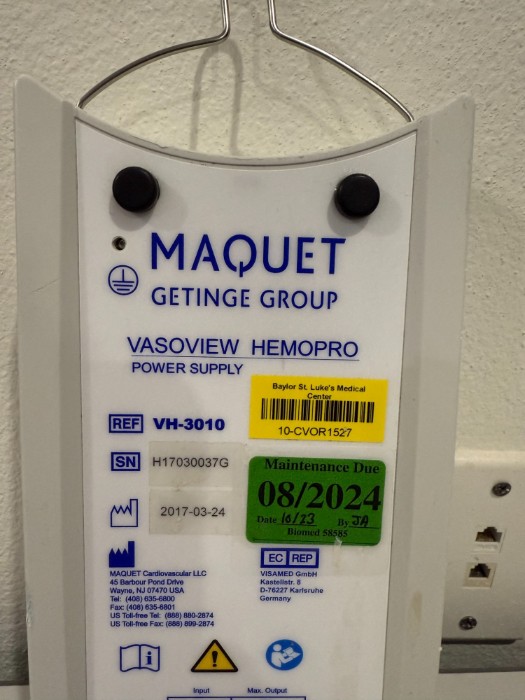 MAQUET
GETINGE GROUP
VASOVIEW HEMOPRO
POWER SUPPLY
Baylor St. Luke's Medical
Center
10-CVOR1527
REF VH-3010
SN H17030037G
Maintenance Due
08/2024
Date 10/23 By JA
Biomed 58585
2017-03-24
MAQUET Cardiovascular LLC
45 Barbour Pond Drive
Wayne, NJ 07470 USA
Tel: (408) 635-6800
Fax: (408) 635-6801
US Toll-free Tel: (888) 880-2874
US Toll-free Fax: (888) 899-2874
EC REP
VISAMED GmbH
Kastellstr. 8
D-76227 Karlsruhe
Germany
Input Max. Output